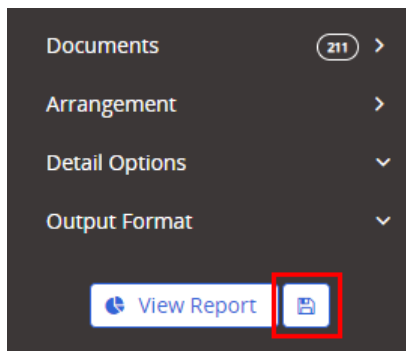 Documents 211
Arrangement
Detail Options
Output Format
View Report